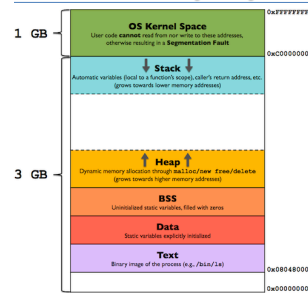 0xFFFFFFFF
1 GB
OS Kernel Space
User code cannot read from nor write to these addresses,
otherwise resulting in a Segmentation Fault
0xC0000000
Stack
Automatic variables (local to a function's scope), caller's return address, etc.
(grows towards lower memory addresses)
3 GB
Heap
Dynamic memory allocation through malloc/new free/delete
(grows towards higher memory addresses)
BSS
Uninitialized static variables, filled with zeros
Data
Static variables explicitly initialized
Text
Binary image of the process (e.g., /bin/ls)
0x08048000
0x00000000